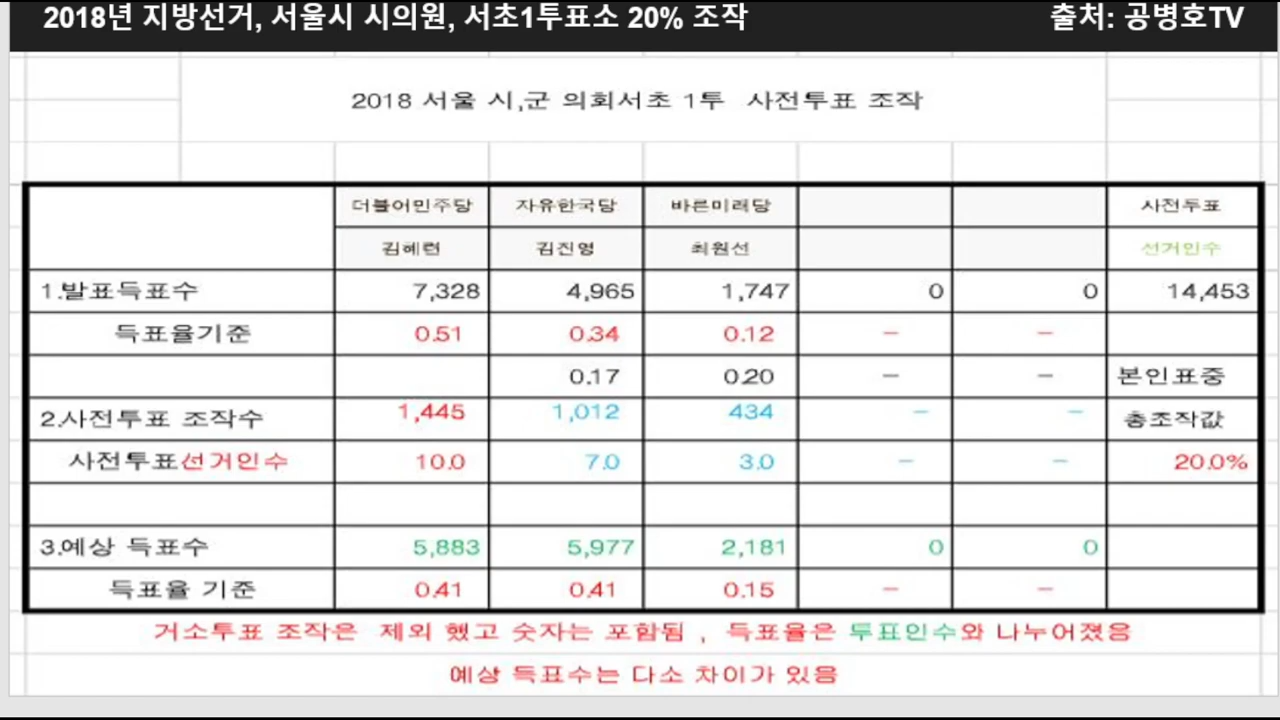 2018년 지방선거, 서울시 시의원, 서초1투표소 20% 조작 출처: 공병호TV
2018 서울 시,군 의회서초 1투 사전투표 조작
더불어민주당 자유한국당 바른미래당 사전투표
김혜련 김진영 최원선 선거인수
1.발표득표수 7,328 4,965 1,747 0 0 14,453
득표율기준 0.51 0.34 0.12 – –
0.17 0.20 – – 본인표중
2.사전투표 조작수 1,445 1,012 434 – – 총조작값
사전투표선거인수 10.0 7.0 3.0 – – 20.0%
3.예상 득표수 5,883 5,977 2,181 0 0
득표율 기준 0.41 0.41 0.15 – –
거소투표 조작은 제외 했고 숫자는 포함됨 , 득표율은 투표인수와 나누어졌음
예상 득표수는 다소 차이가 있음